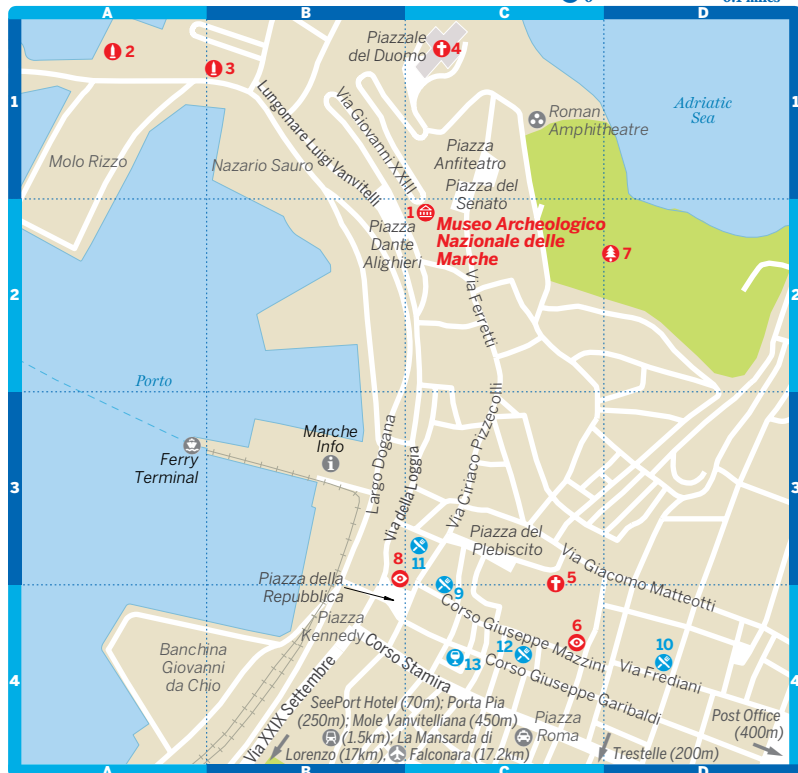 A
B
C
D
1
2
3
4
1
2
3
4
A
B
C
D
2
3
Piazzale
del Duomo
4
Roman
Amphitheatre
Adriatic
Sea
Molo Rizzo
Nazario Sauro
Lungomare Luigi Vanvitelli
Via Giovanni XXIII
Piazza
Anfiteatro
Piazza del
Senato
1
Museo Archeologico
Nazionale delle
Marche
Piazza
Dante
Alighieri
7
Via Ferretti
Porto
Ferry
Terminal
Marche
Info
Largo Dogana
Via della Loggia
Via Ciriaco Pizzecolli
Piazza del
Plebiscito
Via Giacomo Matteotti
8
11
9
5
Piazza della
Repubblica
Piazza
Kennedy
Corso Giuseppe Mazzini
6
10
Via Frediani
12
13
Corso Stamira
Corso Giuseppe Garibaldi
Banchina
Giovanni
da Chio
Via XXIX Settembre
SeePort Hotel (70m); Porta Pia
(250m); Mole Vanvitelliana (450m)
(1.5km); La Mansarda di
Lorenzo (17km), Falconara (17.2km)
Piazza
Roma
Trestelle (200m)
Post Office
(400m)